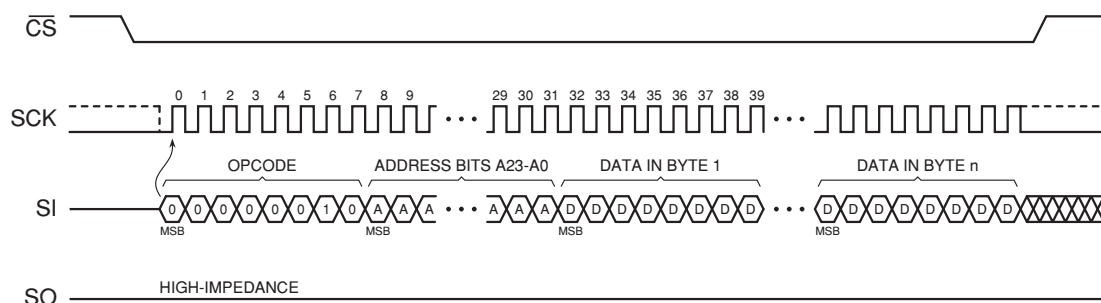 CS
SCK
0 1 2 3 4 5 6 7 8 9 29 30 31 32 33 34 35 36 37 38 39
OPCODE ADDRESS BITS A23-A0 DATA IN BYTE 1 DATA IN BYTE n
SI
0 0 0 0 0 0 1 0 A A A A A A D D D D D D D D D D D D D D D D
MSB MSB MSB MSB
HIGH-IMPEDANCE
SO